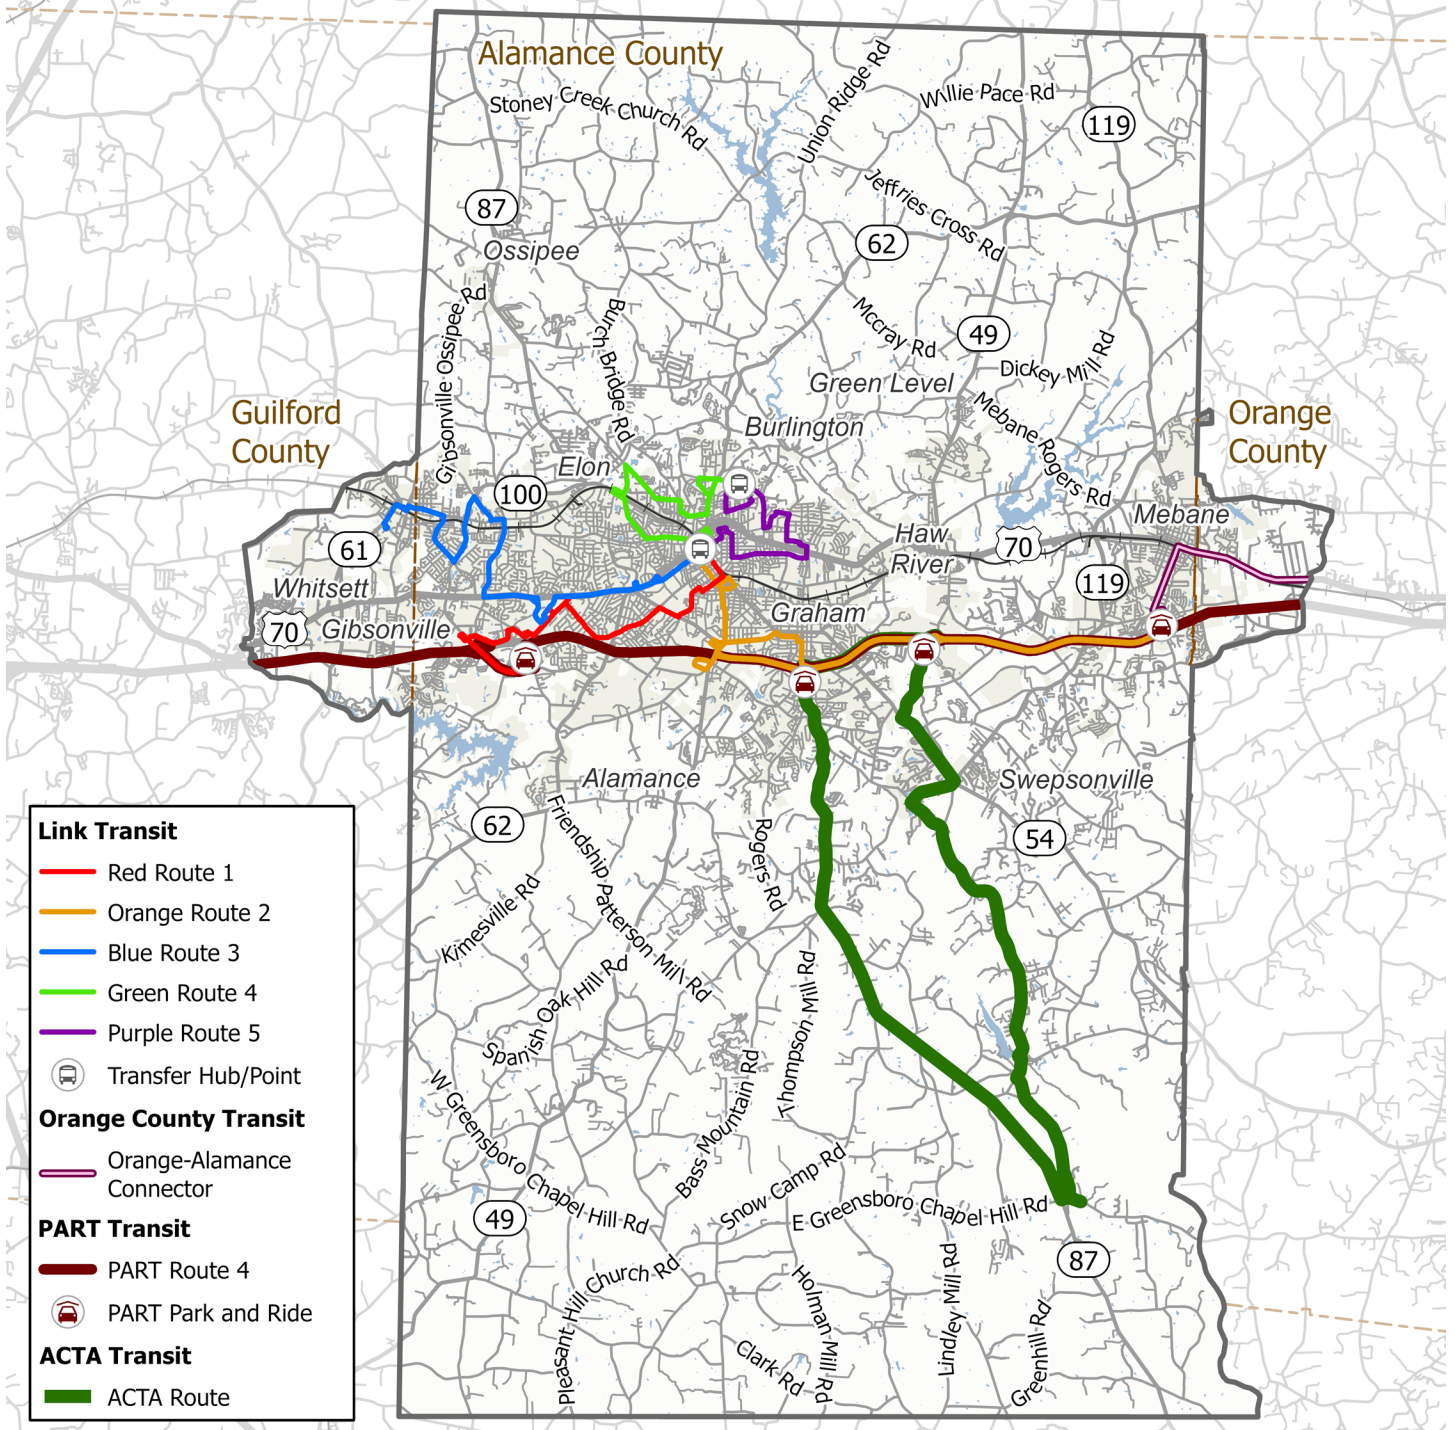 Alamance County
Stoney Creek Church Rd
Union Ridge Rd
Willie Pace Rd
119
87
Ossipee
Jeffries Cross Rd
62
Gibsonville Ossipee Rd
Burch Bridge Rd
Mccray Rd
49
Dickey Mill Rd
Green Level
Mebane Rogers Rd
Guilford
County
Orange
County
Burlington
Elon
100
Mebane
61
Haw
River
70
119
Whitsett
70
Gibsonville
Graham
Alamance
Swepsonville
62
54
Friendship Patterson Mill Rd
Rogers Rd
Kimesville Rd
Spanish Oak Hill Rd
Thompson Mill Rd
Bass Mountain Rd
W Greensboro Chapel Hill Rd
Snow Camp Rd
E Greensboro Chapel Hill Rd
49
87
Pleasant Hill Church Rd
Holman Mill Rd
Lindley Mill Rd
Greenhill Rd
Clark Rd
Link Transit
Red Route 1
Orange Route 2
Blue Route 3
Green Route 4
Purple Route 5
Transfer Hub/Point
Orange County Transit
Orange-Alamance
Connector
PART Transit
PART Route 4
PART Park and Ride
ACTA Transit
ACTA Route